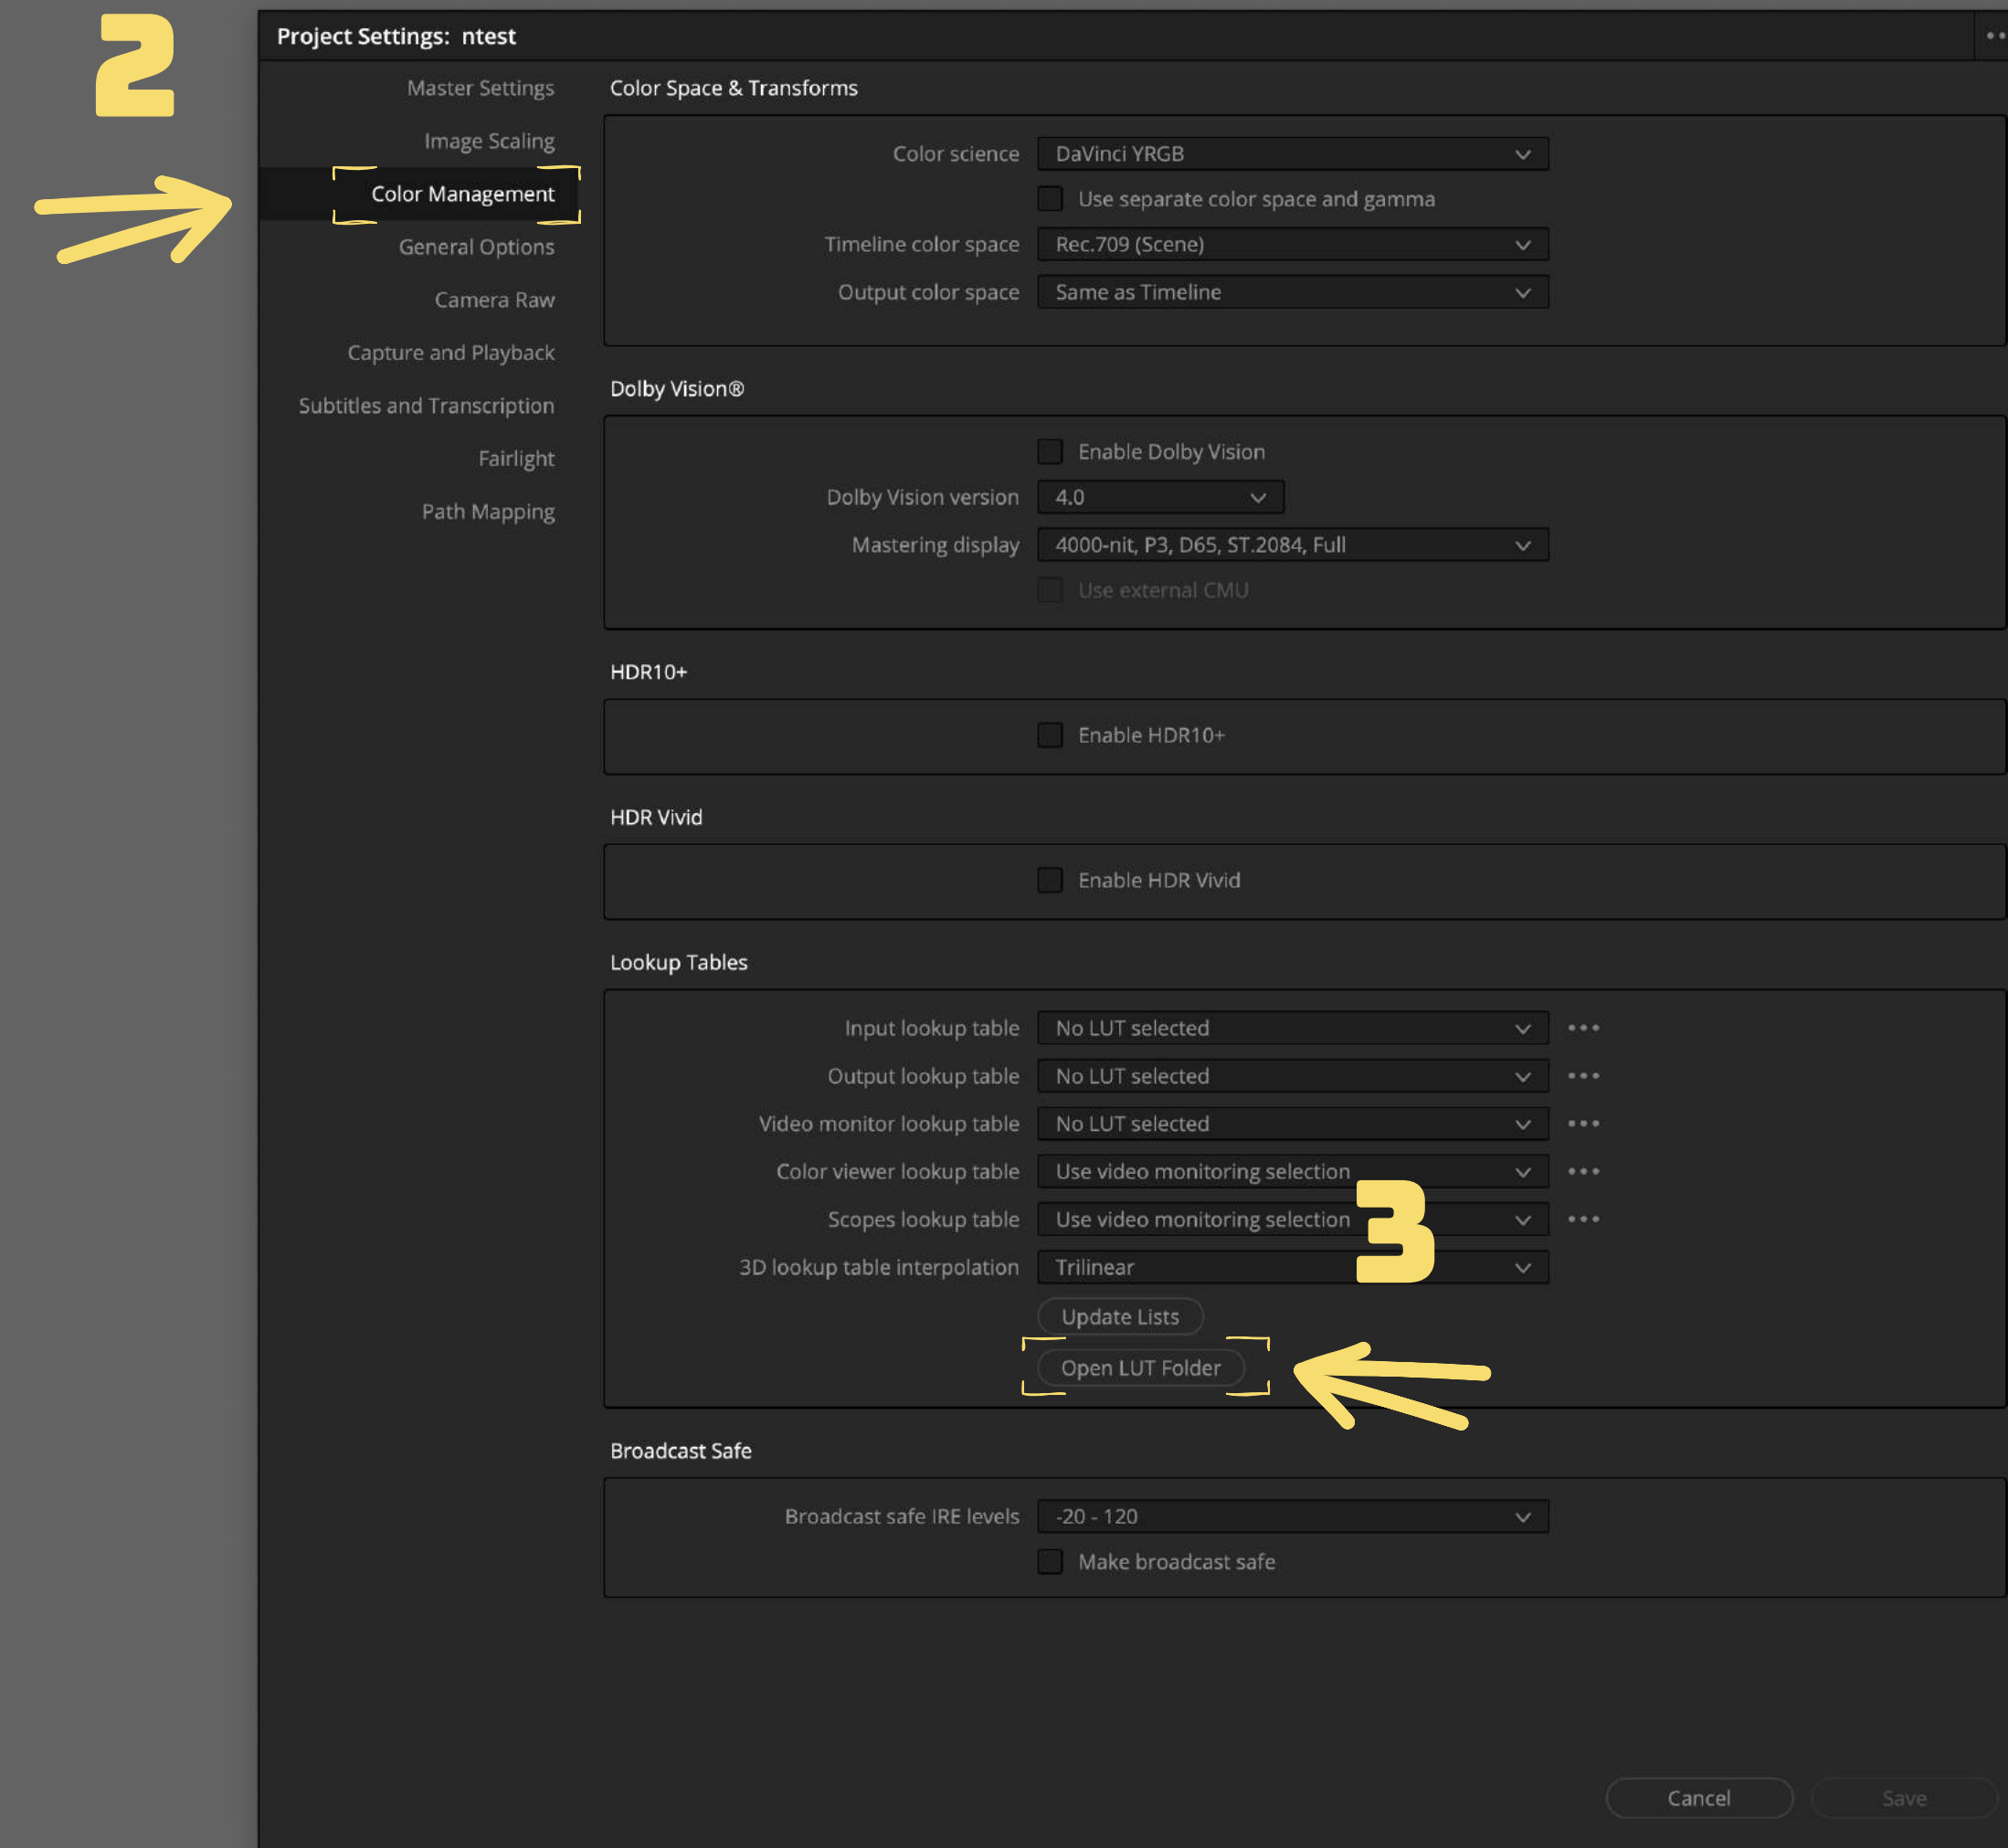 2
Project Settings: ntest
Master Settings
Image Scaling
Color Management
General Options
Camera Raw
Capture and Playback
Subtitles and Transcription
Fairlight
Path Mapping
Color Space & Transforms
Color science DaVinci YRGB
Use separate color space and gamma
Timeline color space Rec.709 (Scene)
Output color space Same as Timeline
Dolby Vision®
Enable Dolby Vision
Dolby Vision version 4.0
Mastering display 4000-nit, P3, D65, ST.2084, Full
Use external CMU
HDR10+
Enable HDR10+
HDR Vivid
Enable HDR Vivid
Lookup Tables
Input lookup table No LUT selected
Output lookup table No LUT selected
Video monitor lookup table No LUT selected
Color viewer lookup table Use video monitoring selection
Scopes lookup table Use video monitoring selection
3
3D lookup table interpolation Trilinear
Update Lists
Open LUT Folder
Broadcast Safe
Broadcast safe IRE levels -20 - 120
Make broadcast safe
Cancel Save